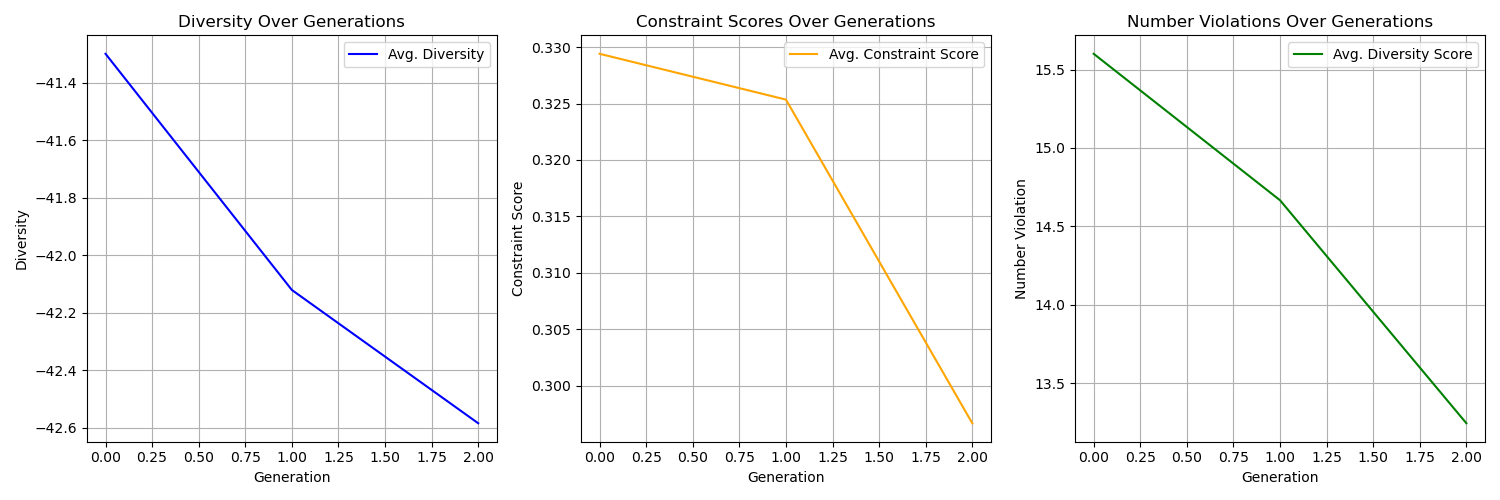 Diversity Over Generations
Avg. Diversity
−41.4
−41.6
−41.8
−42.0
−42.2
−42.4
−42.6
Diversity
0.00 0.25 0.50 0.75 1.00 1.25 1.50 1.75 2.00
Generation
Constraint Scores Over Generations
Avg. Constraint Score
0.330
0.325
0.320
0.315
0.310
0.305
0.300
Constraint Score
0.00 0.25 0.50 0.75 1.00 1.25 1.50 1.75 2.00
Generation
Number Violations Over Generations
Avg. Diversity Score
15.5
15.0
14.5
14.0
13.5
Number Violation
0.00 0.25 0.50 0.75 1.00 1.25 1.50 1.75 2.00
Generation